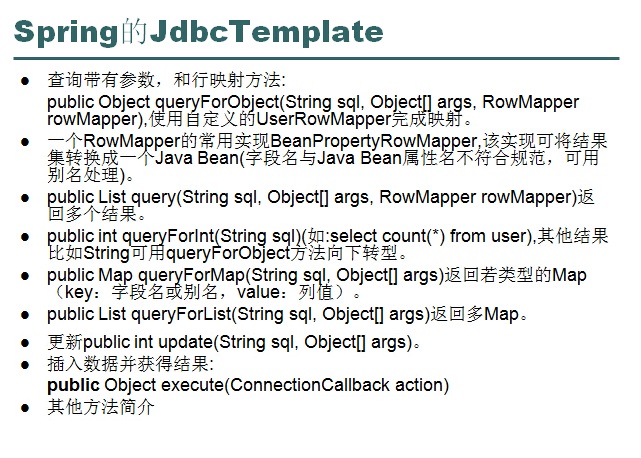 Spring的JdbcTemplate
● 查询带有参数，和行映射方法:
public Object queryForObject(String sql, Object[] args, RowMapper
rowMapper),使用自定义的UserRowMapper完成映射。
● 一个RowMapper的常用实现BeanPropertyRowMapper,该实现可将结果
集转换成一个Java Bean(字段名与Java Bean属性名不符合规范，可用
别名处理)。
● public List query(String sql, Object[] args, RowMapper rowMapper)返
回多个结果。
● public int queryForInt(String sql)(如:select count(*) from user),其他结果
比如String可用queryForObject方法向下转型。
● public Map queryForMap(String sql, Object[] args)返回若类型的Map
（key：字段名或别名，value：列值）。
● public List queryForList(String sql, Object[] args)返回多Map。
● 更新public int update(String sql, Object[] args)。
● 插入数据并获得结果:
public Object execute(ConnectionCallback action)
● 其他方法简介